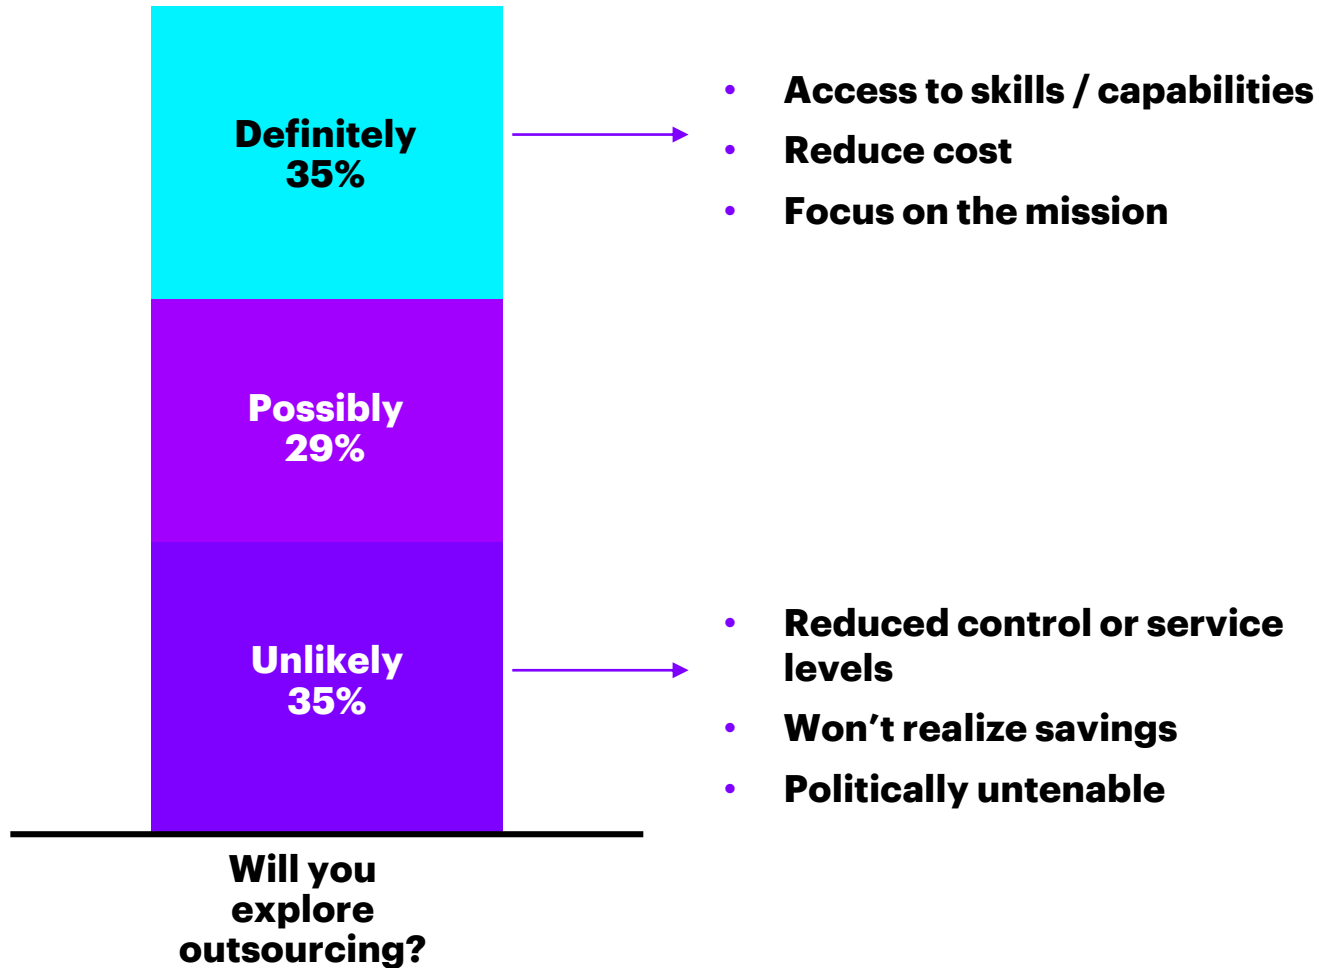 Definitely
35%
• Access to skills / capabilities
• Reduce cost
• Focus on the mission
Possibly
29%
Unlikely
35%
• Reduced control or service
levels
• Won’t realize savings
• Politically untenable
Will you
explore
outsourcing?